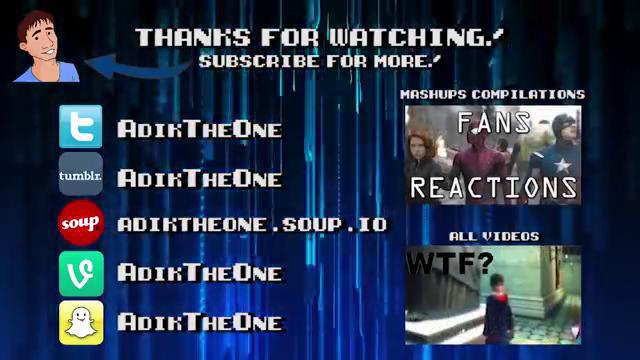 THANKS FOR WATCHING!
SUBSCRIBE FOR MORE!
t AdikTheOne
tumblr. AdikTheOne
soup ADIKTHEONE.SOUP.IO
AdikTheOne
AdikTheOne
MASHUPS COMPILATIONS
FANS
REACTIONS
ALL VIDEOS
WTF?